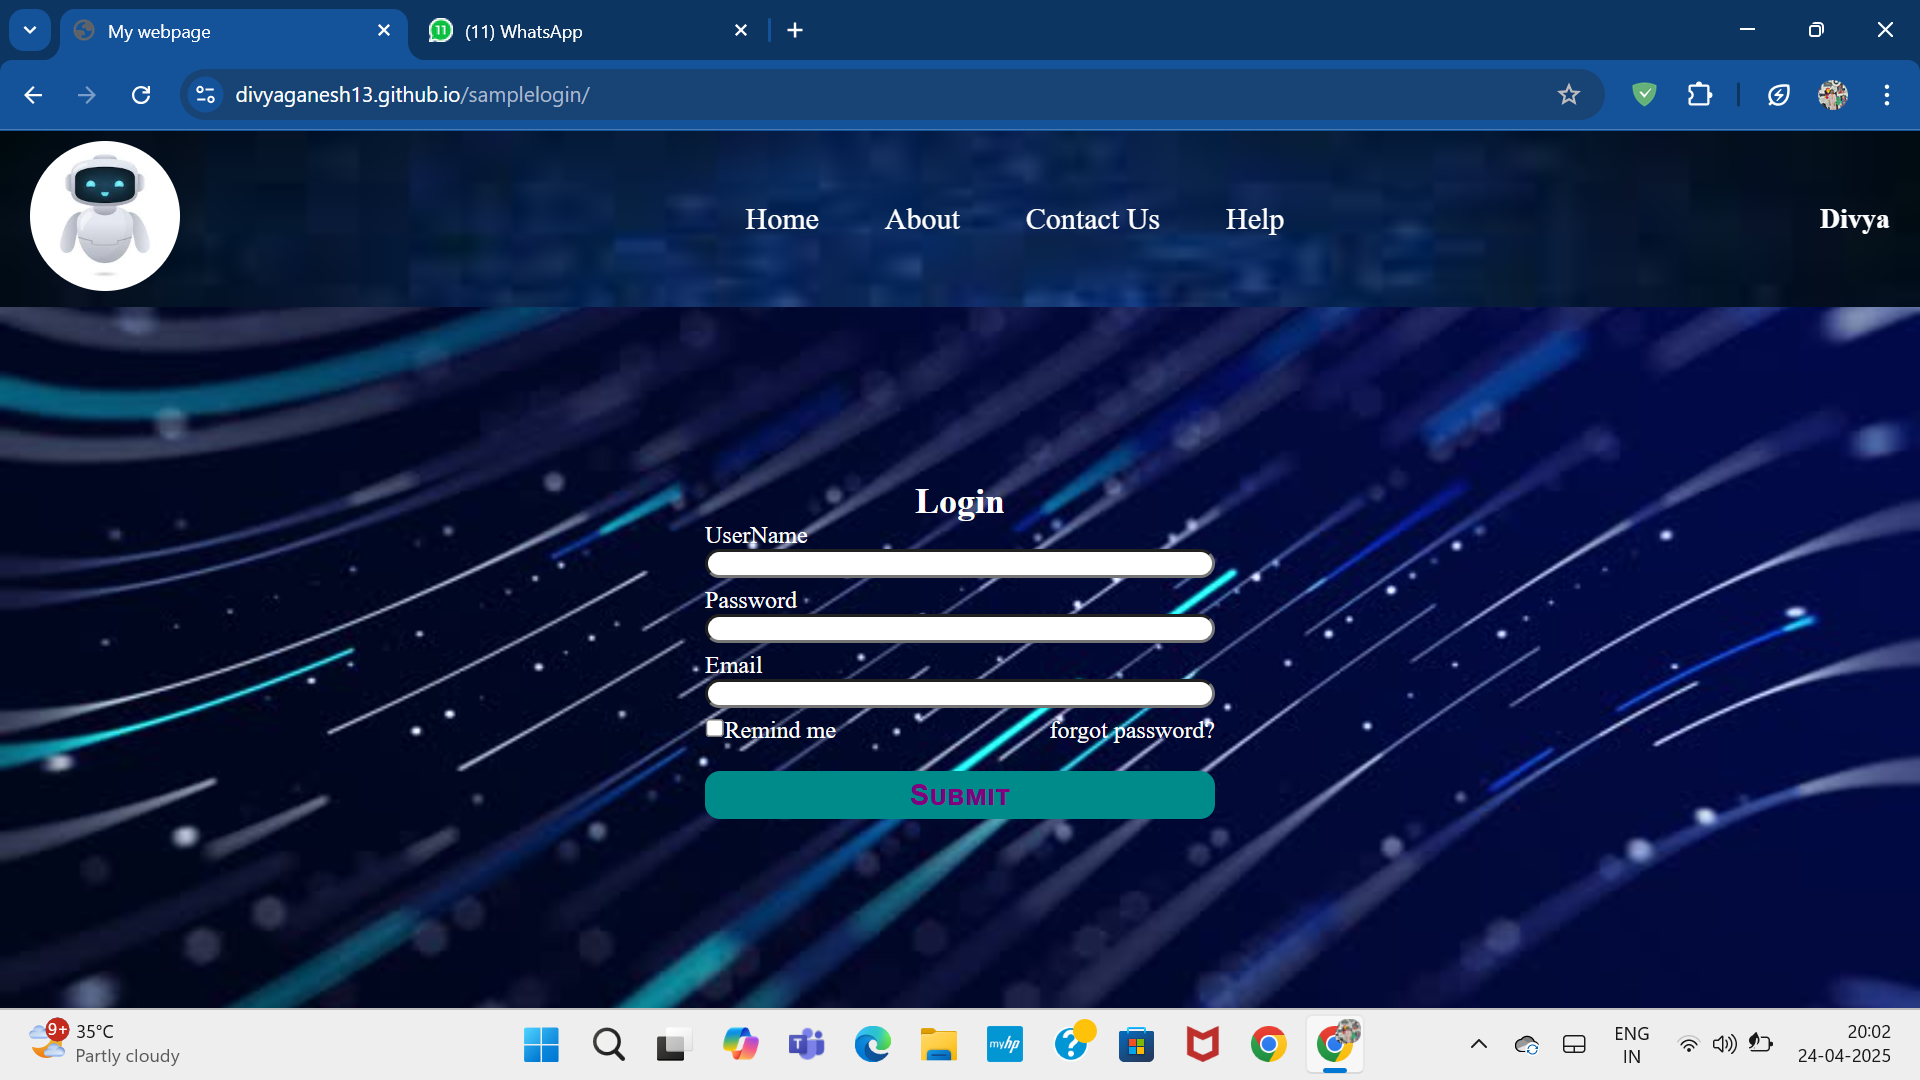 My webpage
11
(11) WhatsApp
divyaganesh13.github.io/samplelogin/
Home
About
Contact Us
Help
Divya
Login
UserName
Password
Email
Remind me
forgot password?
Submit
9+
35°C
Partly cloudy
myhp
ENG
IN
20:02
24-04-2025